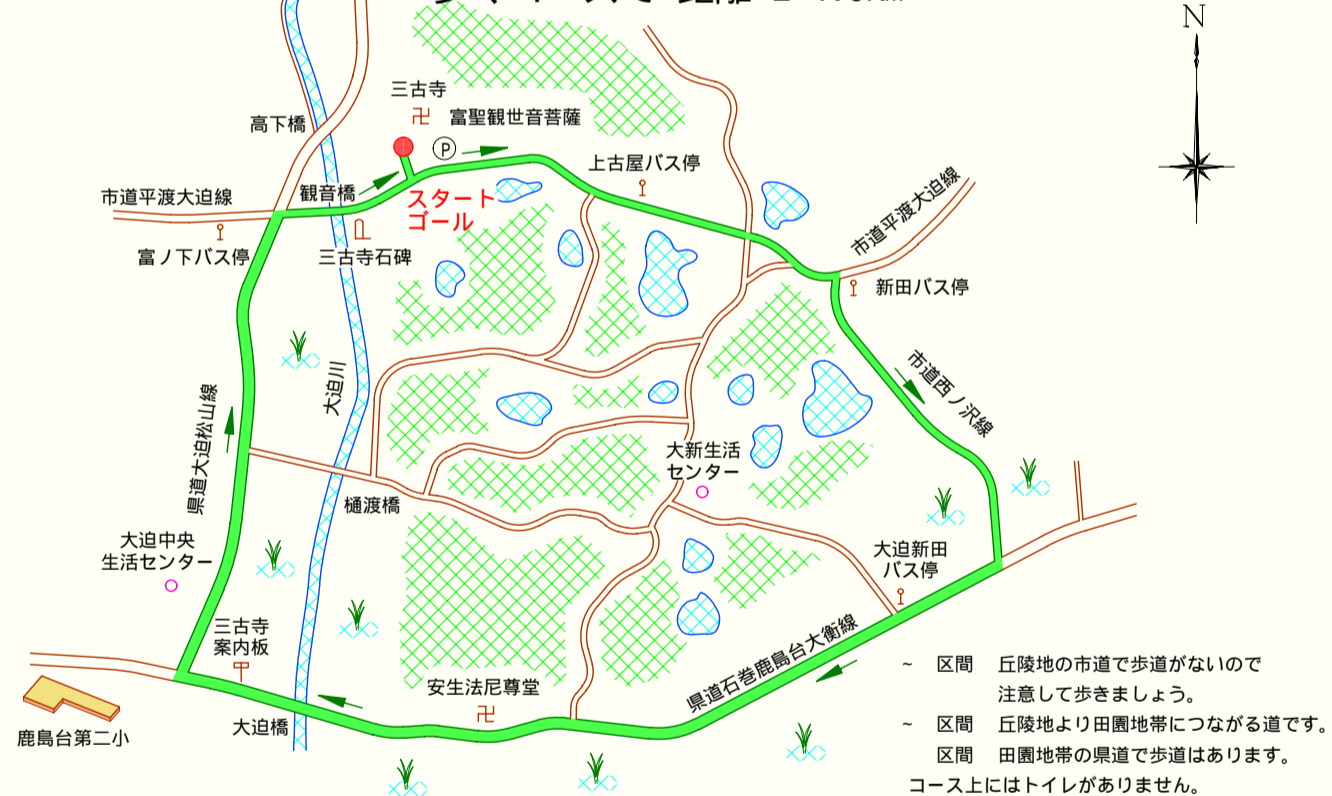 N
三古寺
富聖観世音菩薩
高下橋
P
上古屋バス停
市道平渡大迫線
観音橋
スタート
ゴール
市道平渡大迫線
富ノ下バス停
三古寺石碑
新田バス停
大迫川
市道西ノ沢線
県道大迫松山線
大新生活
センター
樋渡橋
大迫中央
生活センター
大迫新田
バス停
三古寺
案内板
県道石巻鹿島台大衡線
安生法尼尊堂
大迫橋
鹿島台第二小
~ 区間 丘陵地の市道で歩道がないので
注意して歩きましょう。
~ 区間 丘陵地より田園地帯につながる道です。
区間 田園地帯の県道で歩道はあります。
コース上にはトイレがありません。